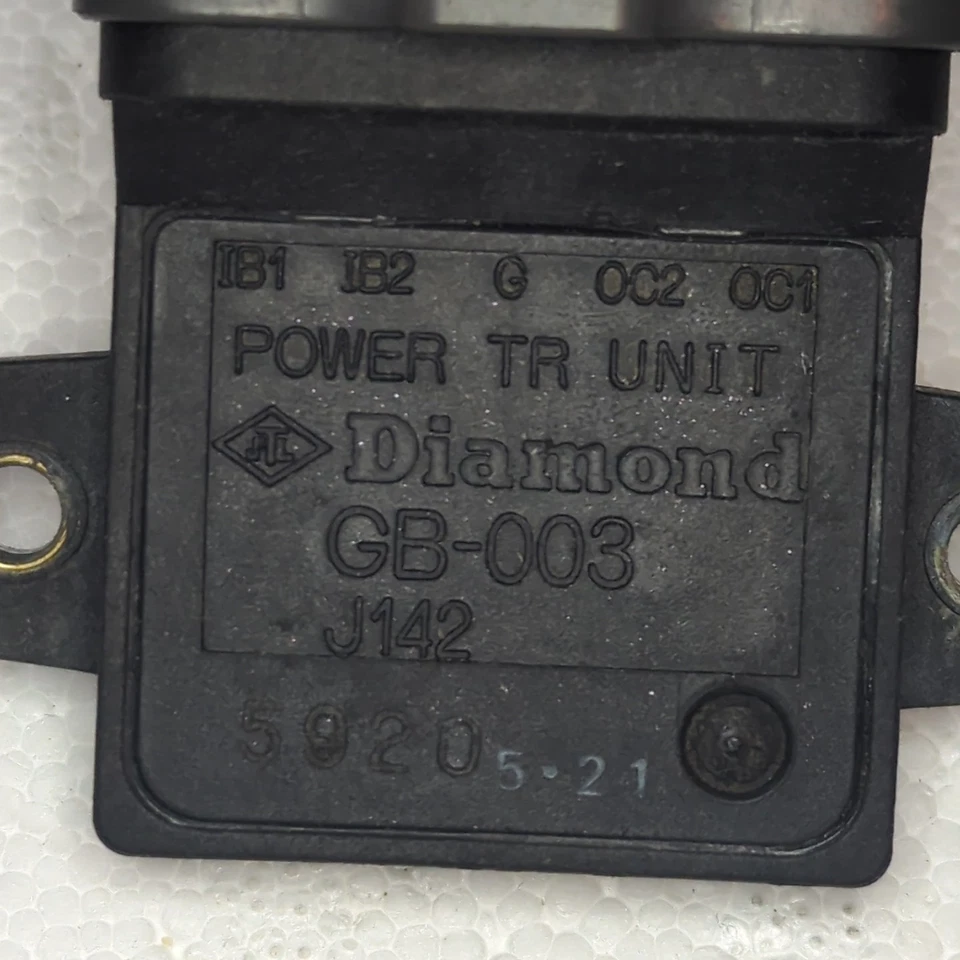 IB1 IB2 G OC2 OC1
POWER TR UNIT
Diamond
GB-003
J142
5920
5·21